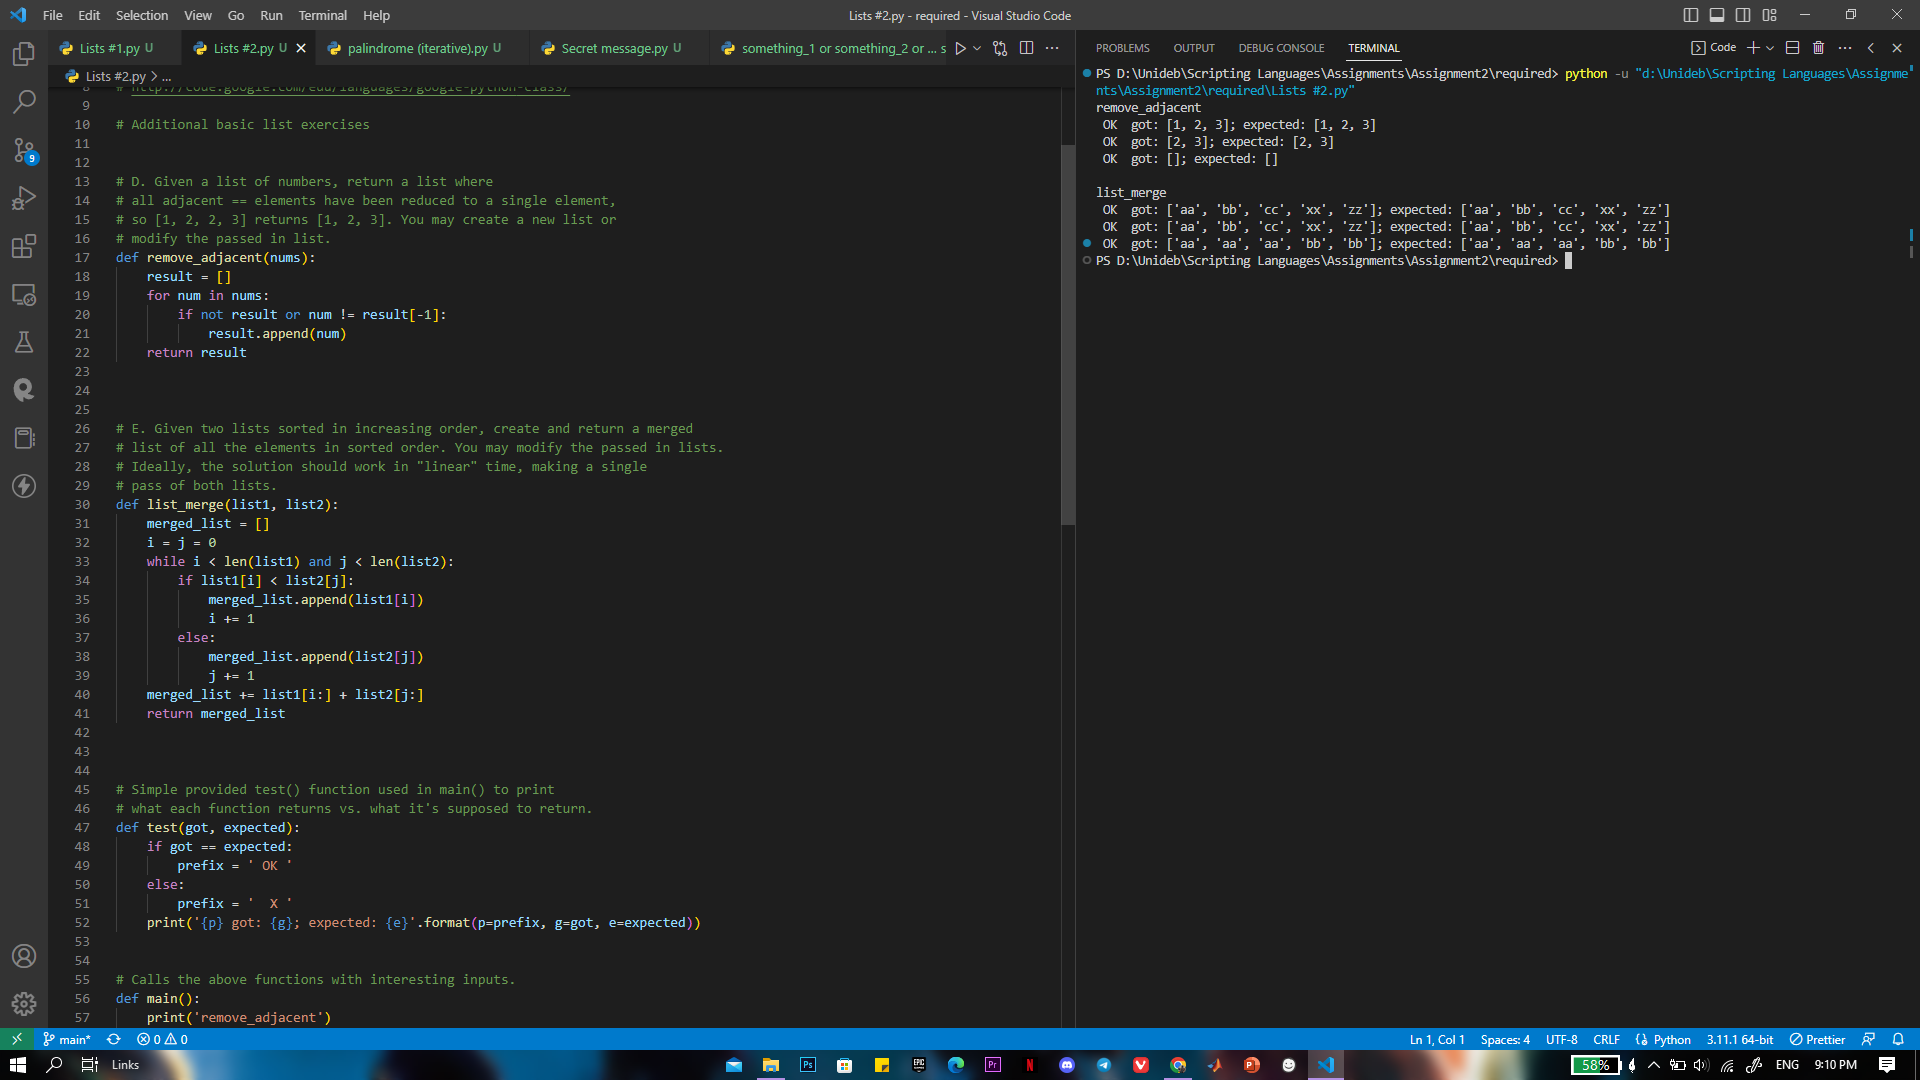 File Edit Selection View Go Run Terminal Help
Lists #2.py - required - Visual Studio Code
Lists #1.py U
Lists #2.py U
palindrome (iterative).py U
Secret message.py U
something_1 or something_2 or ... s
Lists #2.py > ...
8 # http://code.google.com/edu/languages/google-python-class/
9
10 # Additional basic list exercises
11
12
13 # D. Given a list of numbers, return a list where
14 # all adjacent == elements have been reduced to a single element,
15 # so [1, 2, 2, 3] returns [1, 2, 3]. You may create a new list or
16 # modify the passed in list.
17 def remove_adjacent(nums):
18     result = []
19     for num in nums:
20         if not result or num != result[-1]:
21             result.append(num)
22     return result
23
24
25
26 # E. Given two lists sorted in increasing order, create and return a merged
27 # list of all the elements in sorted order. You may modify the passed in lists.
28 # Ideally, the solution should work in "linear" time, making a single
29 # pass of both lists.
30 def list_merge(list1, list2):
31     merged_list = []
32     i = j = 0
33     while i < len(list1) and j < len(list2):
34         if list1[i] < list2[j]:
35             merged_list.append(list1[i])
36             i += 1
37         else:
38             merged_list.append(list2[j])
39             j += 1
40     merged_list += list1[i:] + list2[j:]
41     return merged_list
42
43
44
45 # Simple provided test() function used in main() to print
46 # what each function returns vs. what it's supposed to return.
47 def test(got, expected):
48     if got == expected:
49         prefix = ' OK '
50     else:
51         prefix = '  X '
52     print('{p} got: {g}; expected: {e}'.format(p=prefix, g=got, e=expected))
53
54
55 # Calls the above functions with interesting inputs.
56 def main():
57     print('remove_adjacent')
PROBLEMS OUTPUT DEBUG CONSOLE TERMINAL
Code
PS D:\Unideb\Scripting Languages\Assignments\Assignment2\required> python -u "d:\Unideb\Scripting Languages\Assignme
nts\Assignment2\required\Lists #2.py"
remove_adjacent
 OK  got: [1, 2, 3]; expected: [1, 2, 3]
 OK  got: [2, 3]; expected: [2, 3]
 OK  got: []; expected: []
list_merge
 OK  got: ['aa', 'bb', 'cc', 'xx', 'zz']; expected: ['aa', 'bb', 'cc', 'xx', 'zz']
 OK  got: ['aa', 'bb', 'cc', 'xx', 'zz']; expected: ['aa', 'bb', 'cc', 'xx', 'zz']
 OK  got: ['aa', 'aa', 'aa', 'bb', 'bb']; expected: ['aa', 'aa', 'aa', 'bb', 'bb']
PS D:\Unideb\Scripting Languages\Assignments\Assignment2\required>
9
main* 0 0
Ln 1, Col 1 Spaces: 4 UTF-8 CRLF Python 3.11.1 64-bit Prettier
Links
Ps
EPIC
Pr
N
58%
ENG
9:10 PM